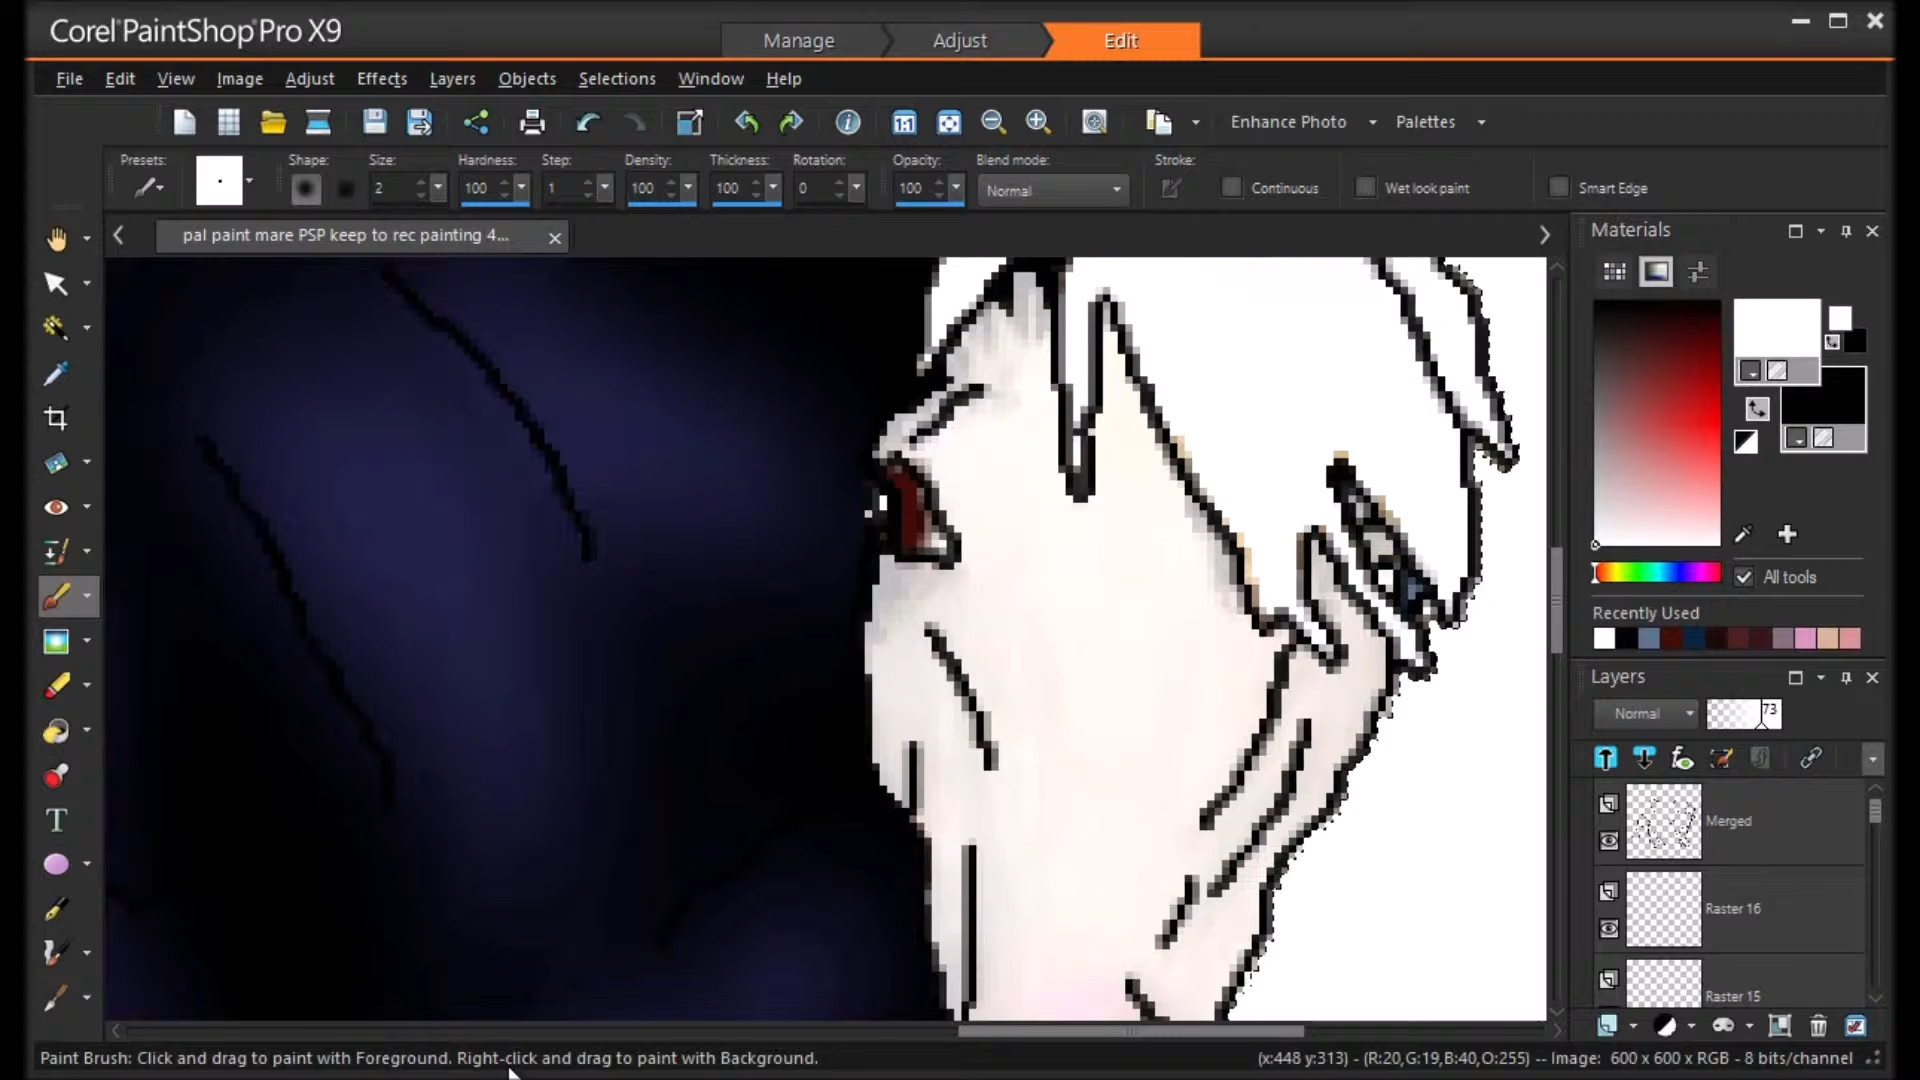 Corel PaintShop Pro X9
Manage
Adjust
Edit
File Edit View Image Adjust Effects Layers Objects Selections Window Help
1:1
Enhance Photo
Palettes
Presets:
Shape:
Size:
Hardness:
Step:
Density:
Thickness:
Rotation:
Opacity:
Blend mode:
Stroke:
2
100
1
100
100
0
100
Normal
Continuous
Wet look paint
Smart Edge
pal paint mare PSP keep to rec painting 4...
Materials
All tools
Recently Used
Layers
Normal
73
Merged
Raster 16
Raster 15
Paint Brush: Click and drag to paint with Foreground. Right-click and drag to paint with Background.
(x:448 y:313) - (R:20,G:19,B:40,O:255) -- Image: 600 x 600 x RGB - 8 bits/channel